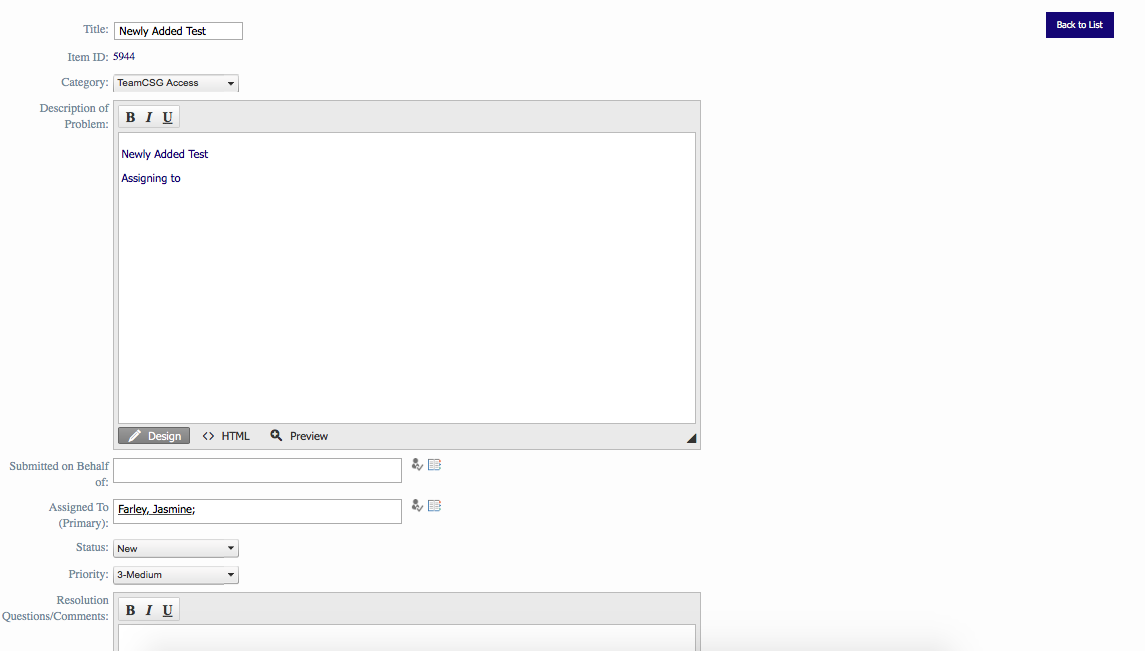 Title: Newly Added Test
Back to List
Item ID: 5944
Category: TeamCSG Access
Description of
Problem:
B I U
Newly Added Test
Assigning to
Design <> HTML Preview
Submitted on Behalf
of:
Assigned To
(Primary):
Farley, Jasmine;
Status: New
Priority: 3-Medium
Resolution
Questions/Comments:
B I U